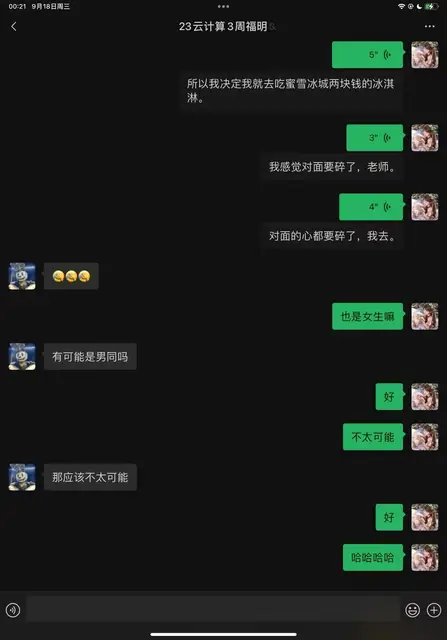 00:21 9月18日周三
23云计算3周福明
5"
所以我决定我就去吃蜜雪冰城两块钱的冰淇
淋。
3"
我感觉对面要碎了，老师。
4"
对面的心都要碎了，我去。
也是女生嘛
有可能是男同吗
好
不太可能
那应该不太可能
好
哈哈哈哈